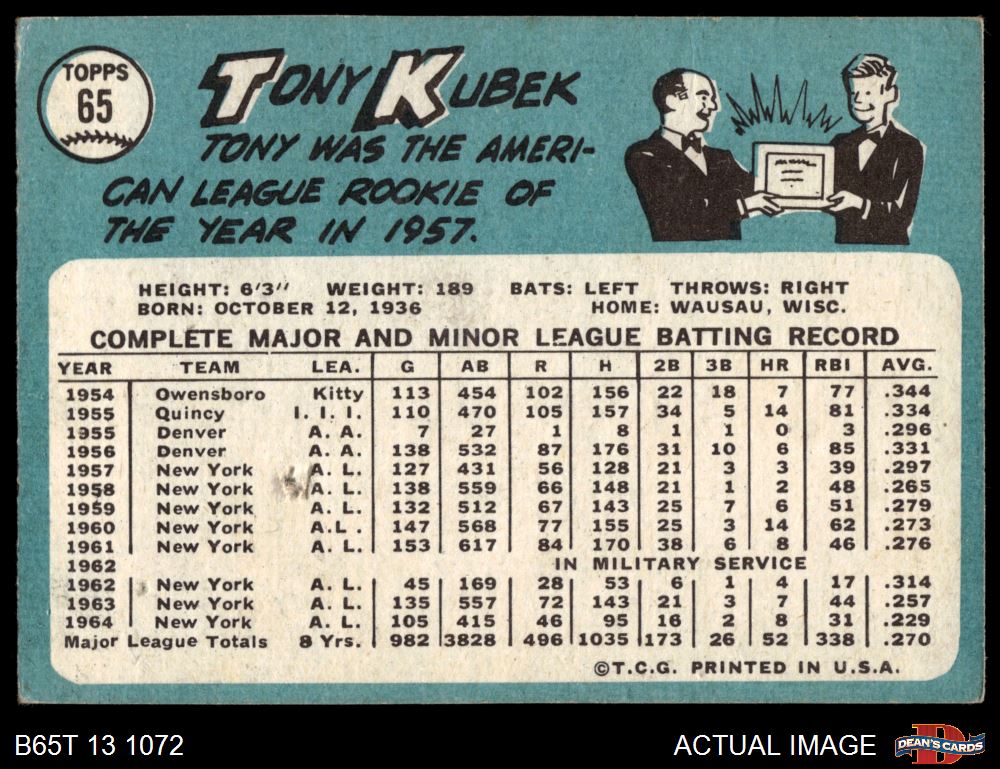 TOPPS
65
TONY KUBEK
TONY WAS THE AMERI-
CAN LEAGUE ROOKIE OF
THE YEAR IN 1957.
HEIGHT: 6'3" WEIGHT: 189 BATS: LEFT THROWS: RIGHT
BORN: OCTOBER 12, 1936 HOME: WAUSAU, WISC.
COMPLETE MAJOR AND MINOR LEAGUE BATTING RECORD
YEAR TEAM LEA. G AB R H 2B 3B HR RBI AVG.
1954 Owensboro Kitty 113 454 102 156 22 18 7 77 .344
1955 Quincy I. I. I. 110 470 105 157 34 5 14 81 .334
1955 Denver A. A. 7 27 1 8 1 1 0 3 .296
1956 Denver A. A. 138 532 87 176 31 10 6 85 .331
1957 New York A. L. 127 431 56 128 21 3 3 39 .297
1958 New York A. L. 138 559 66 148 21 1 2 48 .265
1959 New York A. L. 132 512 67 143 25 7 6 51 .279
1960 New York A.L. 147 568 77 155 25 3 14 62 .273
1961 New York A. L. 153 617 84 170 38 6 8 46 .276
1962 IN MILITARY SERVICE
1962 New York A. L. 45 169 28 53 6 1 4 17 .314
1963 New York A. L. 135 557 72 143 21 3 7 44 .257
1964 New York A. L. 105 415 46 95 16 2 8 31 .229
Major League Totals 8 Yrs. 982 3828 496 1035 173 26 52 338 .270
©T.C.G. PRINTED IN U.S.A.
B65T 13 1072 ACTUAL IMAGE DEAN'S CARDS